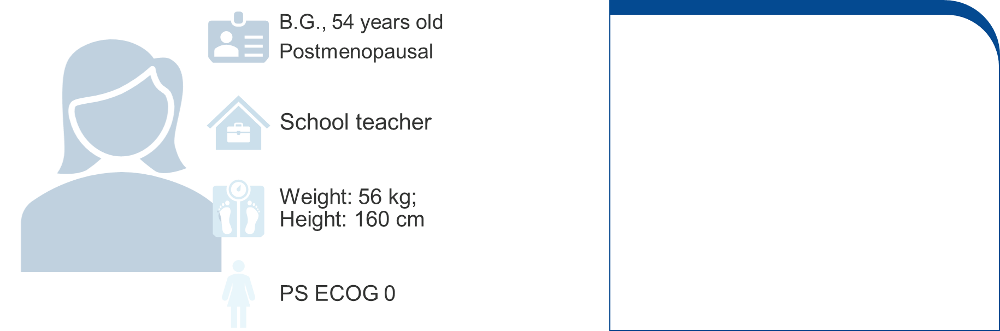 B.G., 54 years old
Postmenopausal
School teacher
Weight: 56 kg;
Height: 160 cm
PS ECOG 0